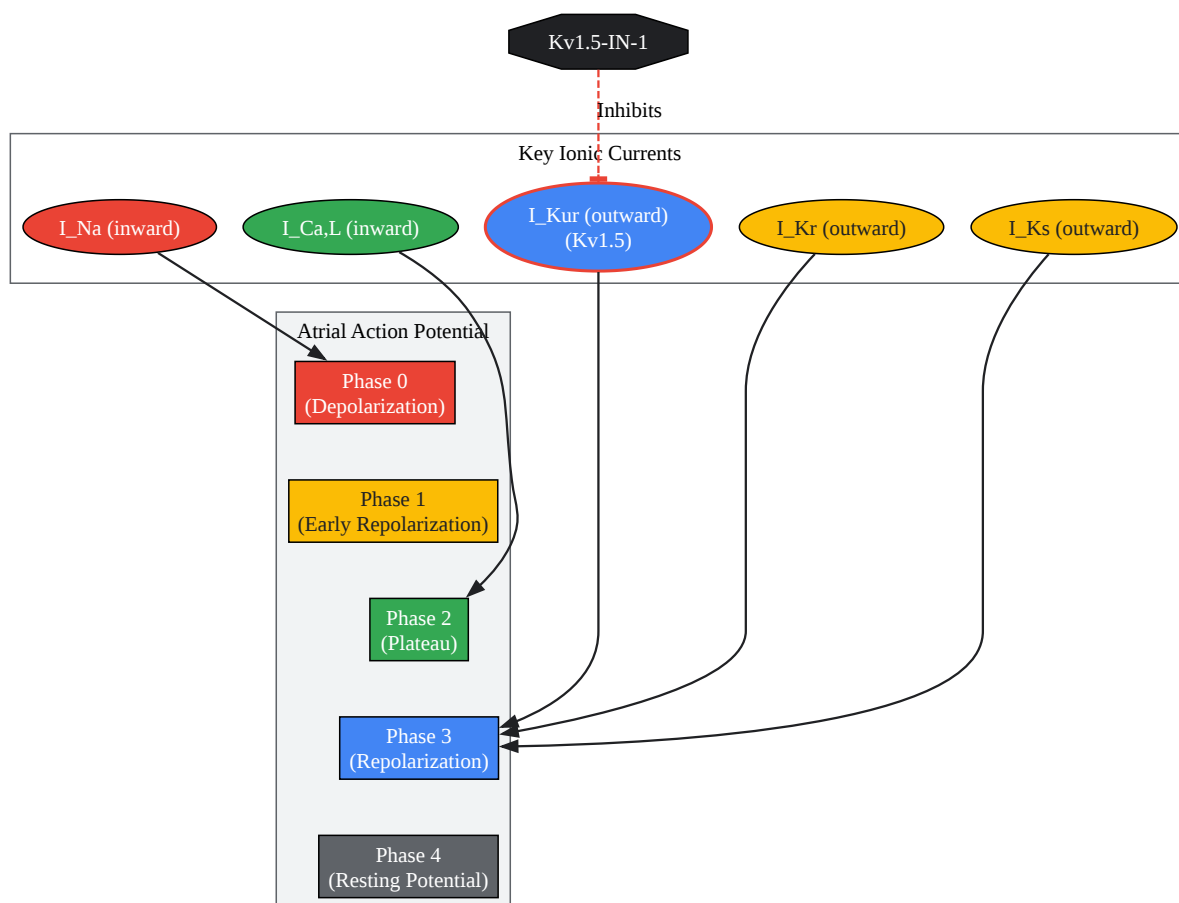 Kv1.5-IN-1
Inhibits
Key Ionic Currents
I_Na (inward)
I_Ca,L (inward)
I_Kur (outward)
(Kv1.5)
I_Kr (outward)
I_Ks (outward)
Atrial Action Potential
Phase 0
(Depolarization)
Phase 1
(Early Repolarization)
Phase 2
(Plateau)
Phase 3
(Repolarization)
Phase 4
(Resting Potential)